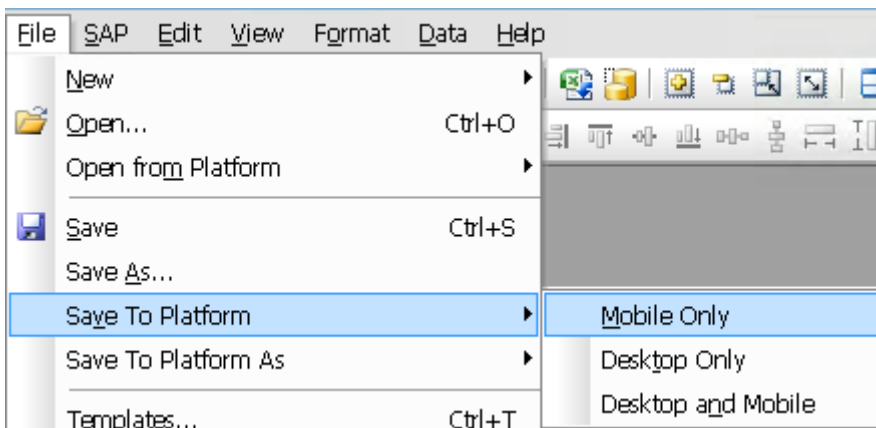 File SAP Edit View Format Data Help
New
Open... Ctrl+O
Open from Platform
Save Ctrl+S
Save As...
Save To Platform Mobile Only
Save To Platform As Desktop Only
Desktop and Mobile
Templates... Ctrl+T